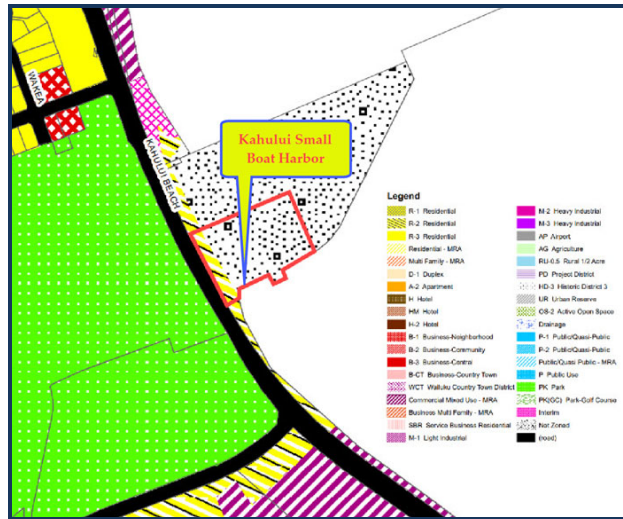 WAKEA
KAHULUI BEACH
Kahului Small
Boat Harbor
Legend
R-1 Residential
R-2 Residential
R-3 Residential
Residential - MRA
Multi Family - MRA
D-1 Duplex
A-2 Apartment
H Hotel
HM Hotel
H-2 Hotel
B-1 Business-Neighborhood
B-2 Business-Community
B-3 Business-Central
B-CT Business-Country Town
WCT Wailuku Country Town District
Commercial Mixed Use - MRA
Business Multi Family - MRA
SBR Service Business Residential
M-1 Light Industrial
M-2 Heavy Industrial
M-3 Heavy Industrial
AP Airport
AG Agriculture
RU-0.5 Rural 1/2 Acre
PD Project District
HD-3 Historic District 3
UR Urban Reserve
OS-2 Active Open Space
Drainage
P-1 Public/Quasi-Public
P-2 Public/Quasi-Public
Public/Quasi Public - MRA
P Public Use
PK Park
PK(GC) Park-Golf Course
Interim
Not Zoned
(road)